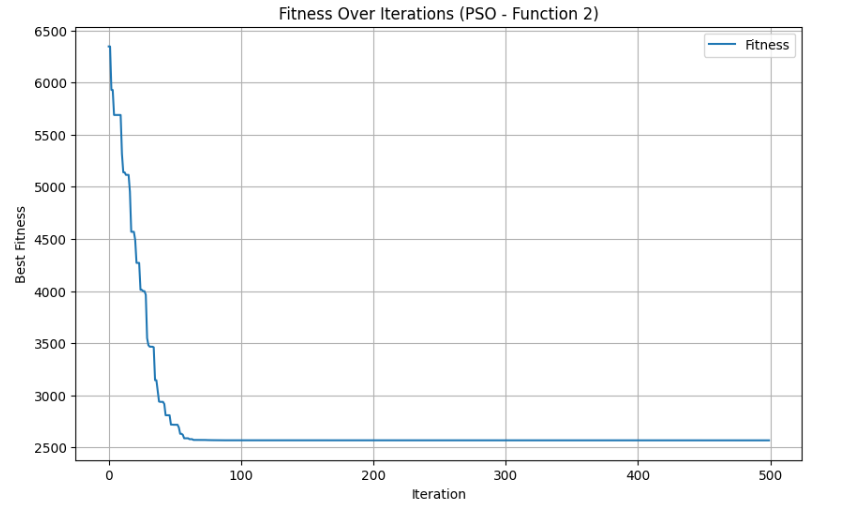 Fitness Over Iterations (PSO - Function 2)
Fitness
6500
6000
5500
5000
4500
4000
3500
3000
2500
Best Fitness
0 100 200 300 400 500
Iteration